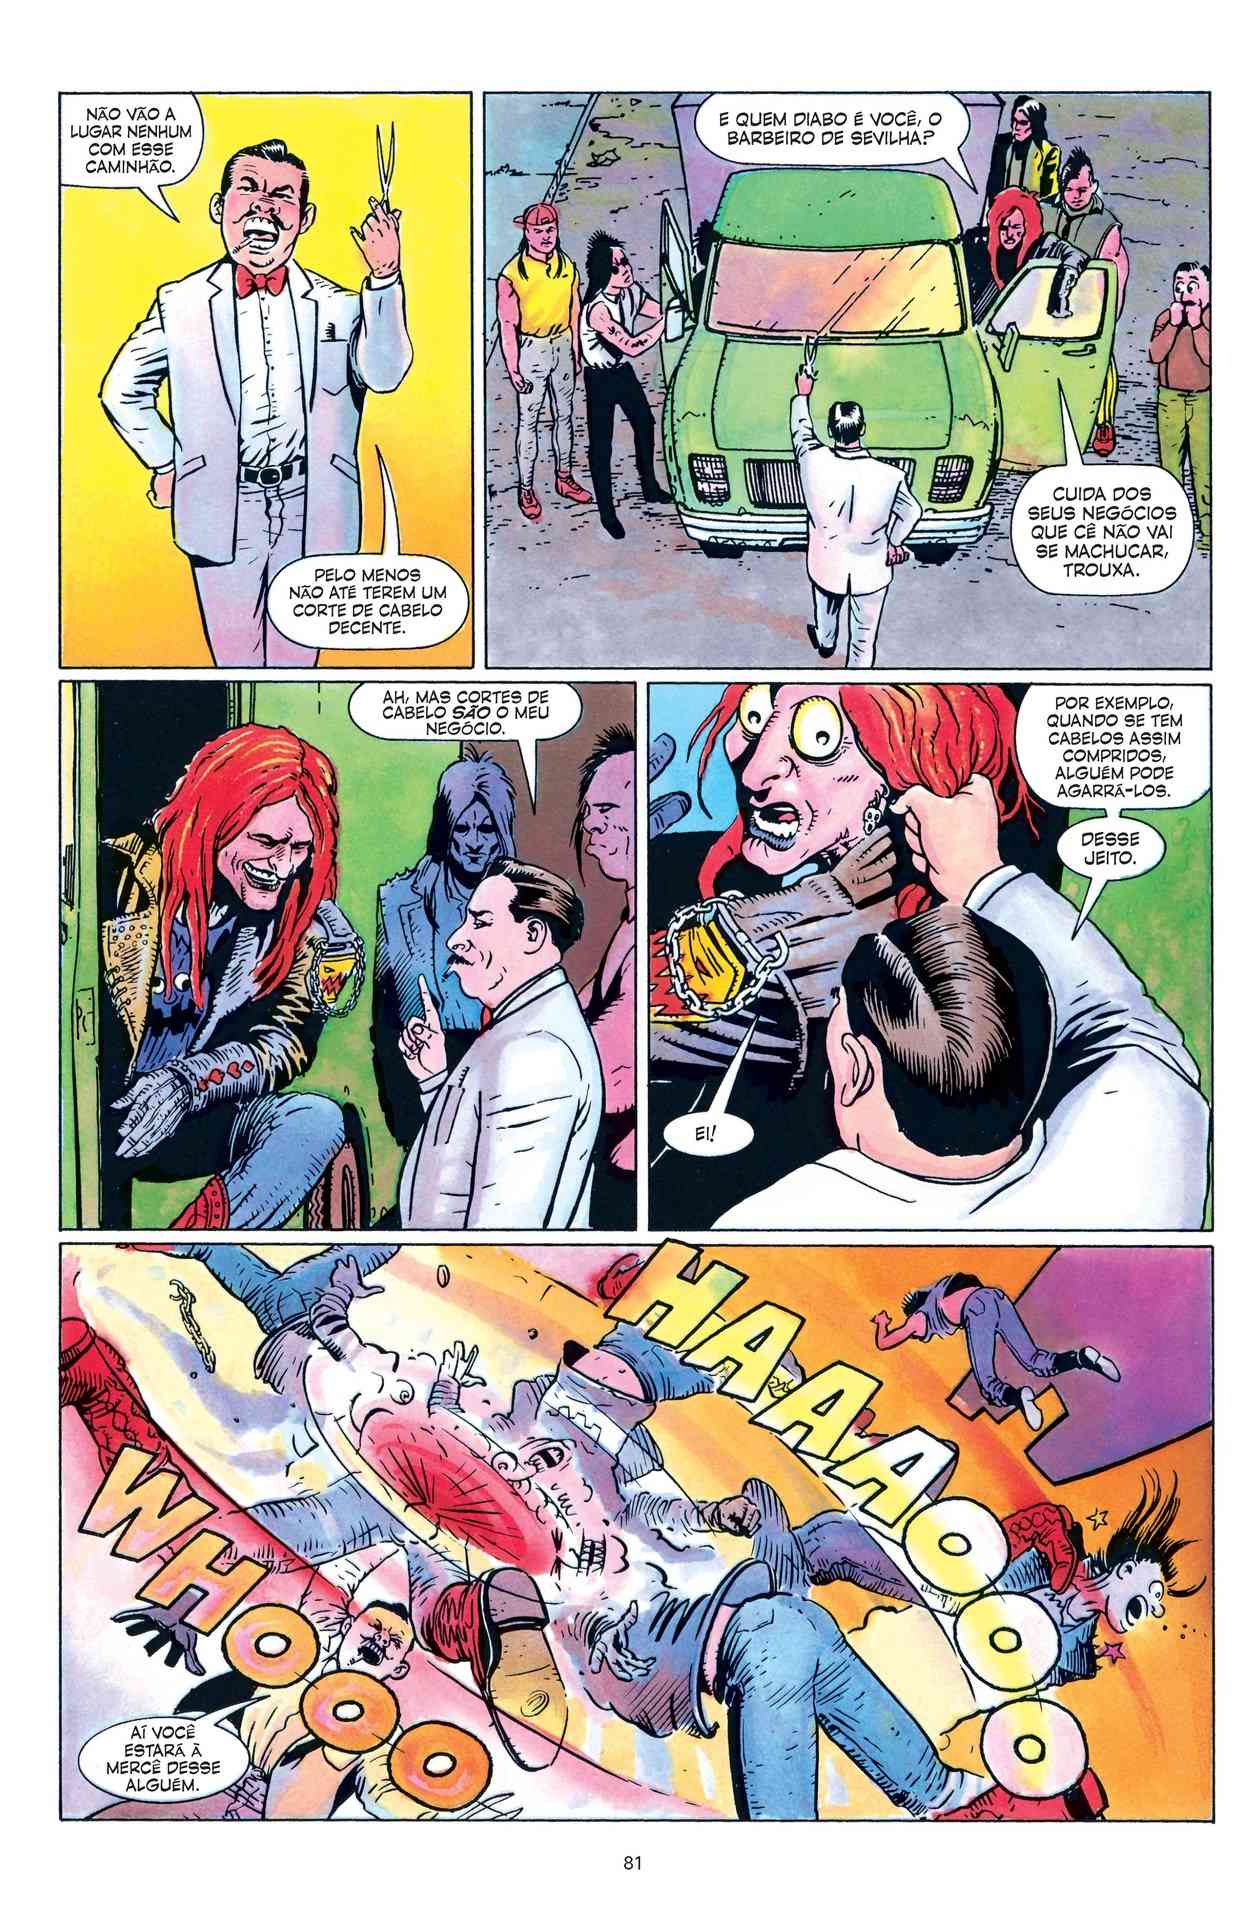 NÃO VÃO A
LUGAR NENHUM
COM ESSE
CAMINHÃO.
PELO MENOS
NÃO ATÉ TEREM UM
CORTE DE CABELO
DECENTE.
E QUEM DIABO É VOCÊ, O
BARBEIRO DE SEVILHA?
CUIDA DOS
SEUS NEGÓCIOS
QUE CÊ NÃO VAI
SE MACHUCAR,
TROUXA.
AH, MAS CORTES DE
CABELO SÃO O MEU
NEGÓCIO.
POR EXEMPLO,
QUANDO SE TEM
CABELOS ASSIM
COMPRIDOS,
ALGUÉM PODE
AGARRÁ-LOS.
DESSE
JEITO.
EI!
WHOOO
HAAAAOOOO
AÍ VOCÊ
ESTARÁ À
MERCÊ DESSE
ALGUÉM.
81